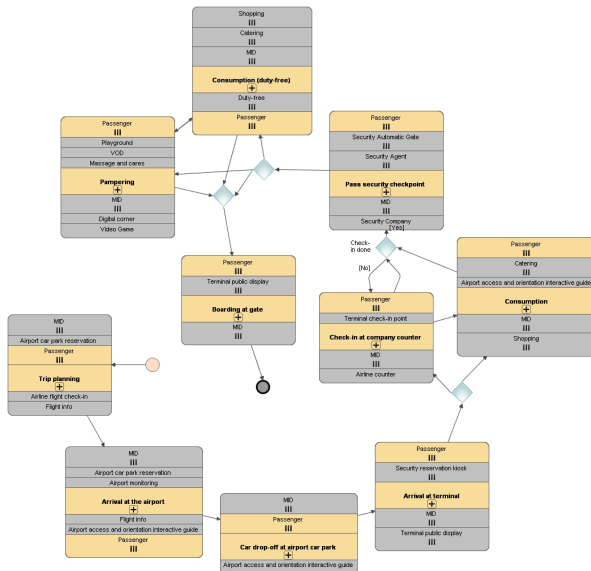 Shopping
Catering
MID
Consumption (duty-free)
Duty-free
Passenger
Passenger
Playground
VOD
Massage and cares
Pampering
MID
Digital corner
Video Game
Passenger
Security Automatic Gate
Security Agent
Pass security checkpoint
MID
Security Company
[Yes]
Check-
in done
[No]
Passenger
Terminal public display
Boarding at gate
MID
Passenger
Catering
Airport access and orientation interactive guide
Consumption
MID
Shopping
Passenger
Terminal check-in point
Check-in at company counter
MID
Airline counter
MID
Airport car park reservation
Passenger
Trip planning
Airline flight check-in
Flight info
MID
Airport car park reservation
Airport monitoring
Arrival at the airport
Flight info
Airport access and orientation interactive guide
Passenger
MID
Passenger
Car drop-off at airport car park
Airport access and orientation interactive guide
Passenger
Security reservation kiosk
Arrival at terminal
MID
Terminal public display